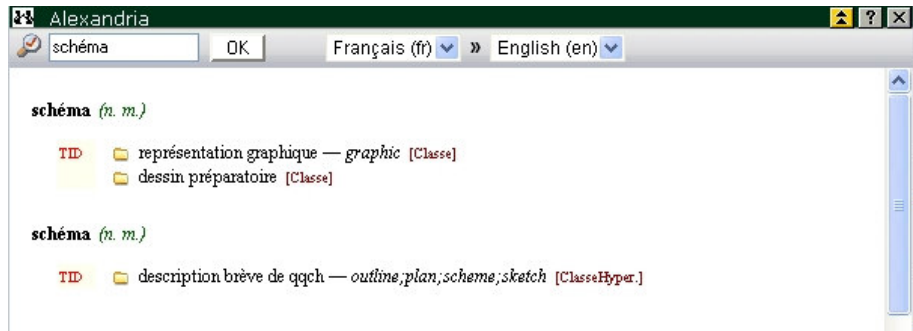 Alexandria ? X
schéma OK Français (fr) » English (en)
schéma (n. m.)
TID représentation graphique — graphic [Classe]
dessin préparatoire [Classe]
schéma (n. m.)
TID description brève de qqch — outline;plan;scheme;sketch [ClasseHyper.]